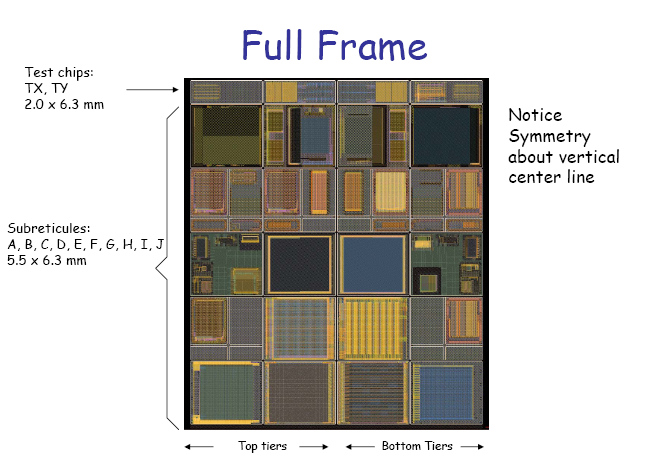 Full Frame
Test chips:
TX, TY
2.0 x 6.3 mm
Notice
Symmetry
about vertical
center line
Subreticules:
A, B, C, D, E, F, G, H, I, J
5.5 x 6.3 mm
Top tiers
Bottom Tiers